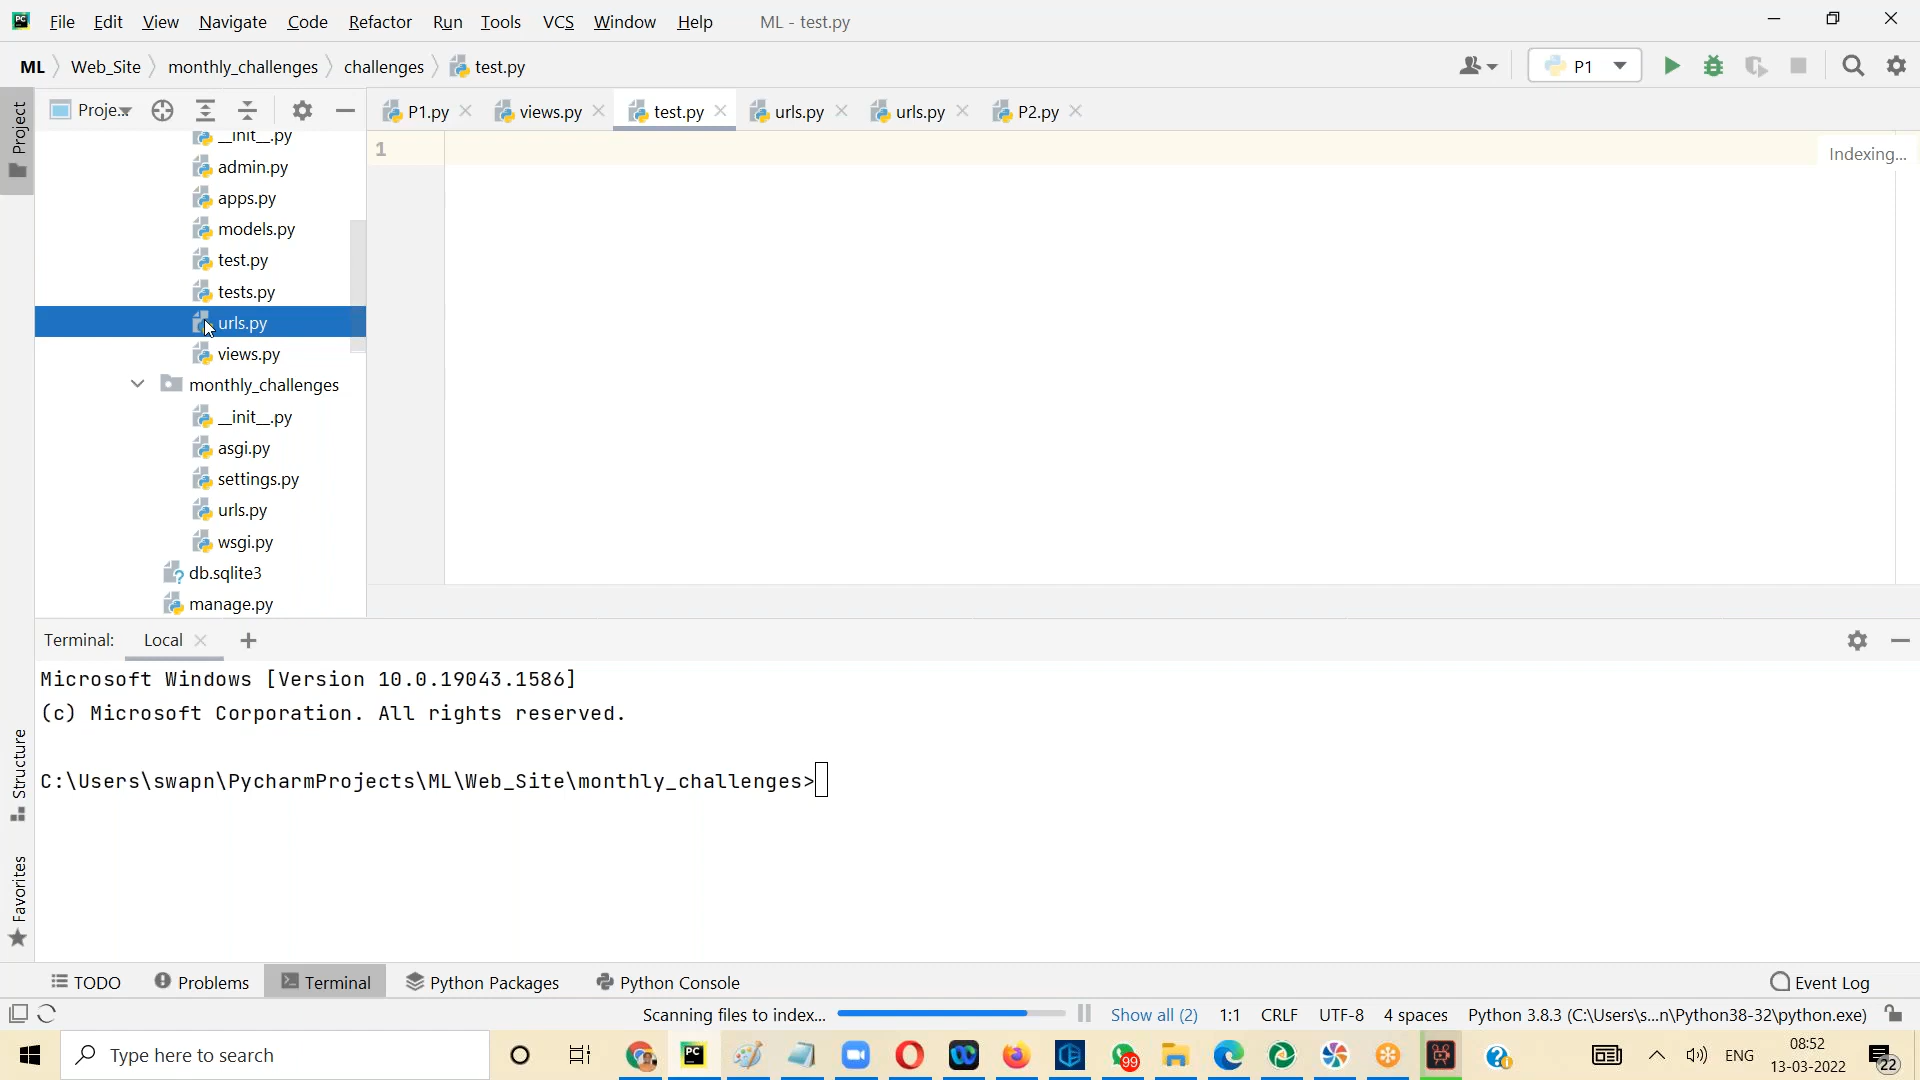 File Edit View Navigate Code Refactor Run Tools VCS Window Help ML - test.py
ML Web_Site monthly_challenges challenges test.py P1
Project
Proje... P1.py views.py test.py urls.py urls.py P2.py
1
Indexing...
__init__.py
admin.py
apps.py
models.py
test.py
tests.py
urls.py
views.py
monthly_challenges
__init__.py
asgi.py
settings.py
urls.py
wsgi.py
db.sqlite3
manage.py
Terminal: Local
Microsoft Windows [Version 10.0.19043.1586]
(c) Microsoft Corporation. All rights reserved.
C:\Users\swapn\PycharmProjects\ML\Web_Site\monthly_challenges>
Structure
Favorites
TODO Problems Terminal Python Packages Python Console Event Log
Scanning files to index... Show all (2) 1:1 CRLF UTF-8 4 spaces Python 3.8.3 (C:\Users\s...n\Python38-32\python.exe)
Type here to search
PC
99
ENG
08:52
13-03-2022
22